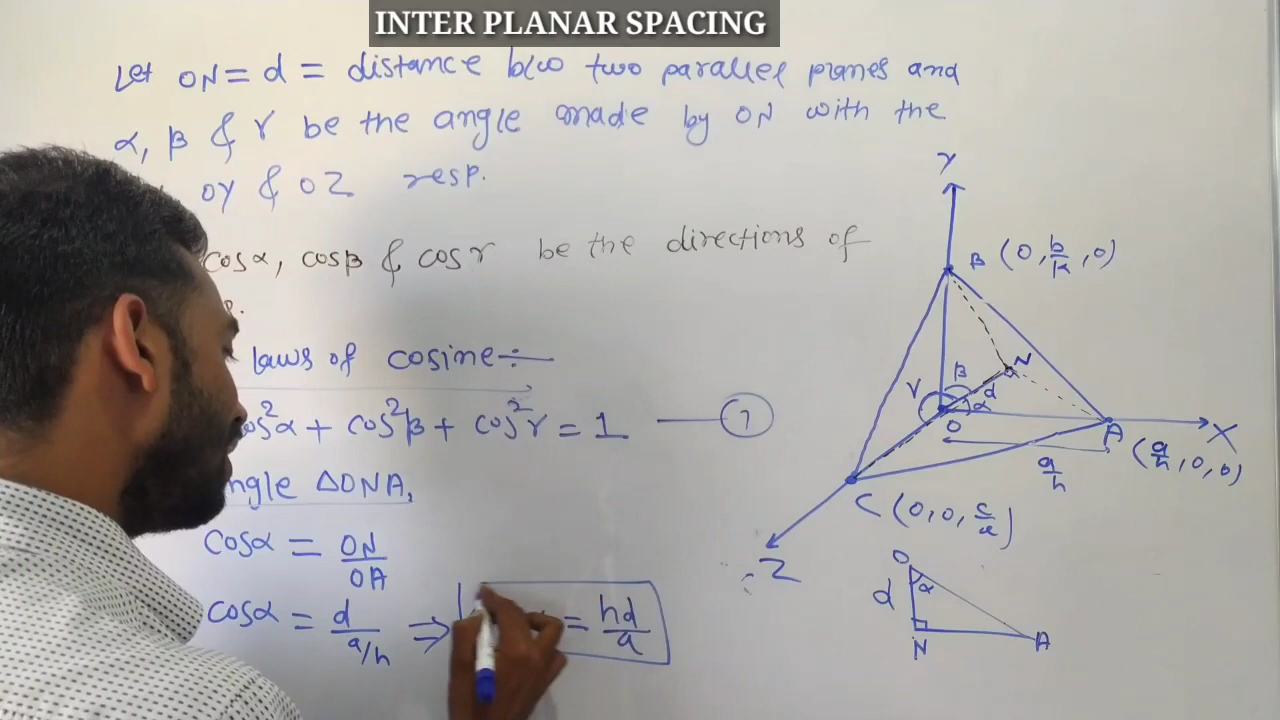 INTER PLANAR SPACING
Let ON = d = distance b/w two parallel planes and
α, β & γ be the angle made by ON with the
OY & OZ resp.
cosα, cosβ & cosγ be the directions of
laws of cosine÷
cos²α + cos²β + cos²γ = 1 — 1
ngle ΔONA,
cosα = ON/OA
cosα = d/a/h ⇒ = hd/a
Y
B (0, b/k, 0)
N
β
γ
d
α
O
A
X
(a/h, 0, 0)
a/h
C (0, 0, c/l)
Z
O
α
d
N
A